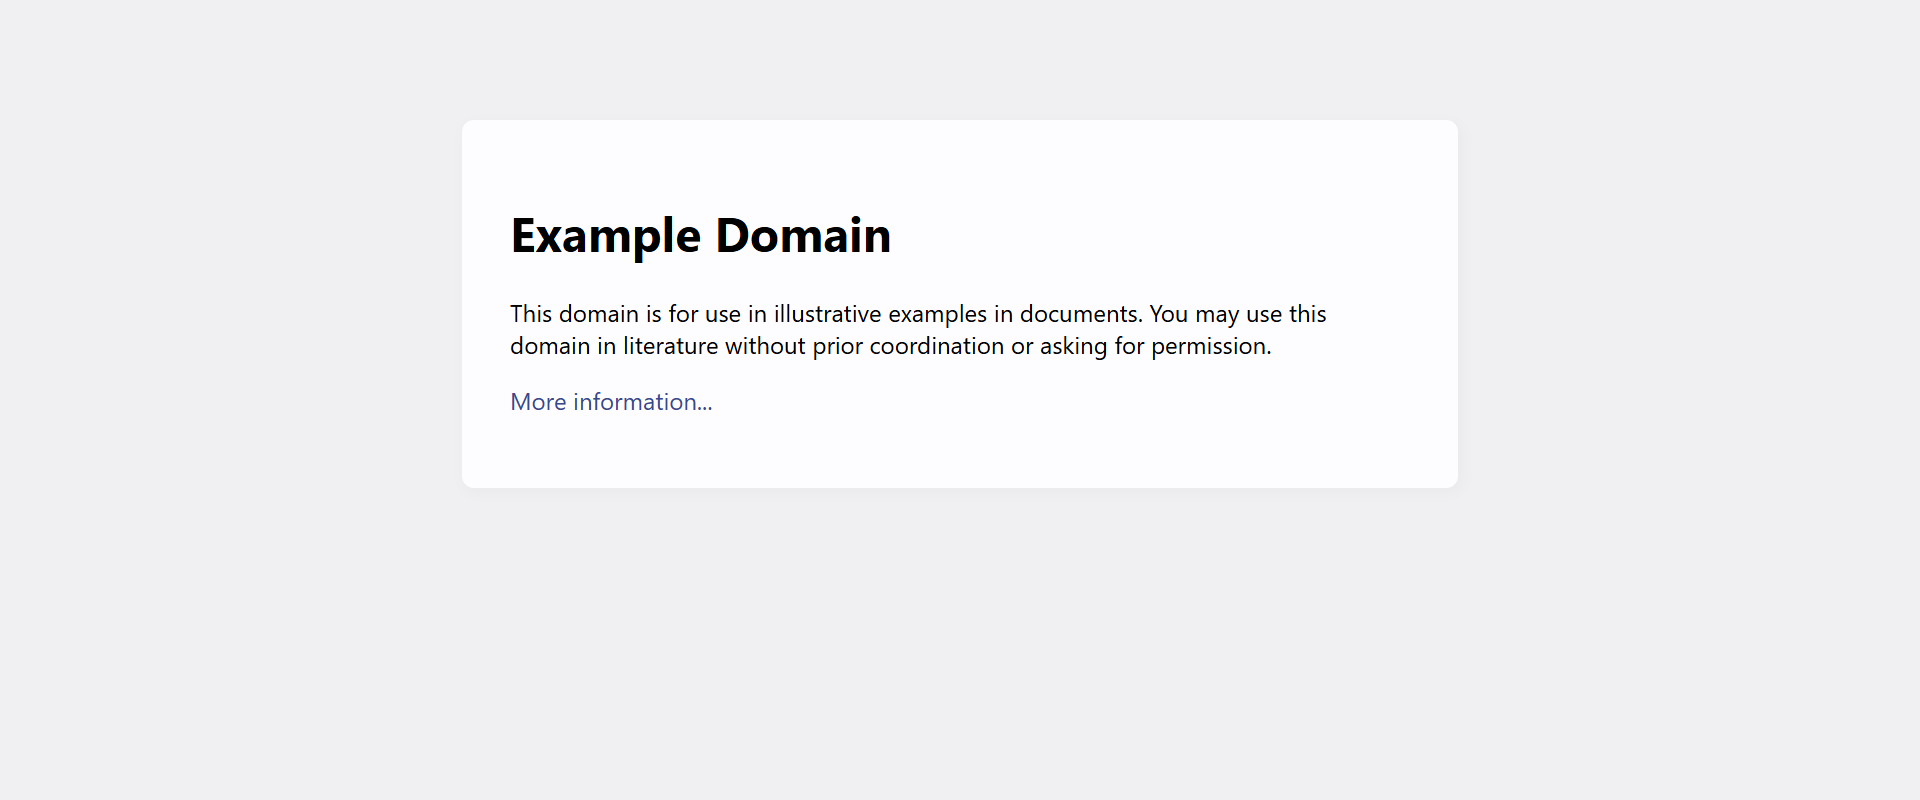 Example Domain
This domain is for use in illustrative examples in documents. You may use this
domain in literature without prior coordination or asking for permission.
More information...